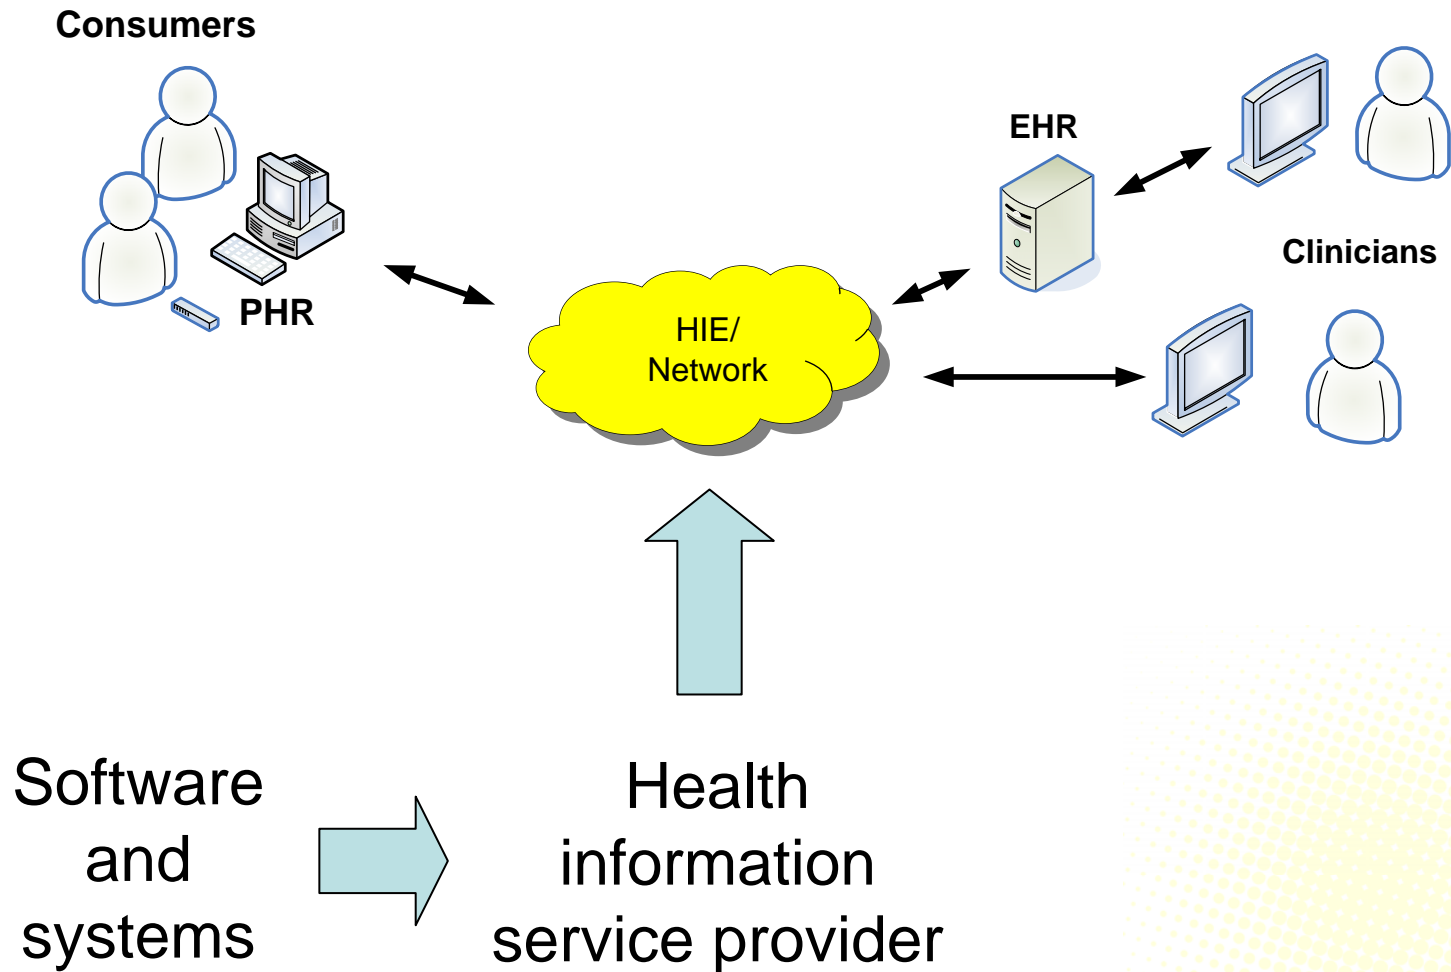 Consumers
EHR
Clinicians
PHR
HIE/
Network
Software
and
systems
Health
information
service provider